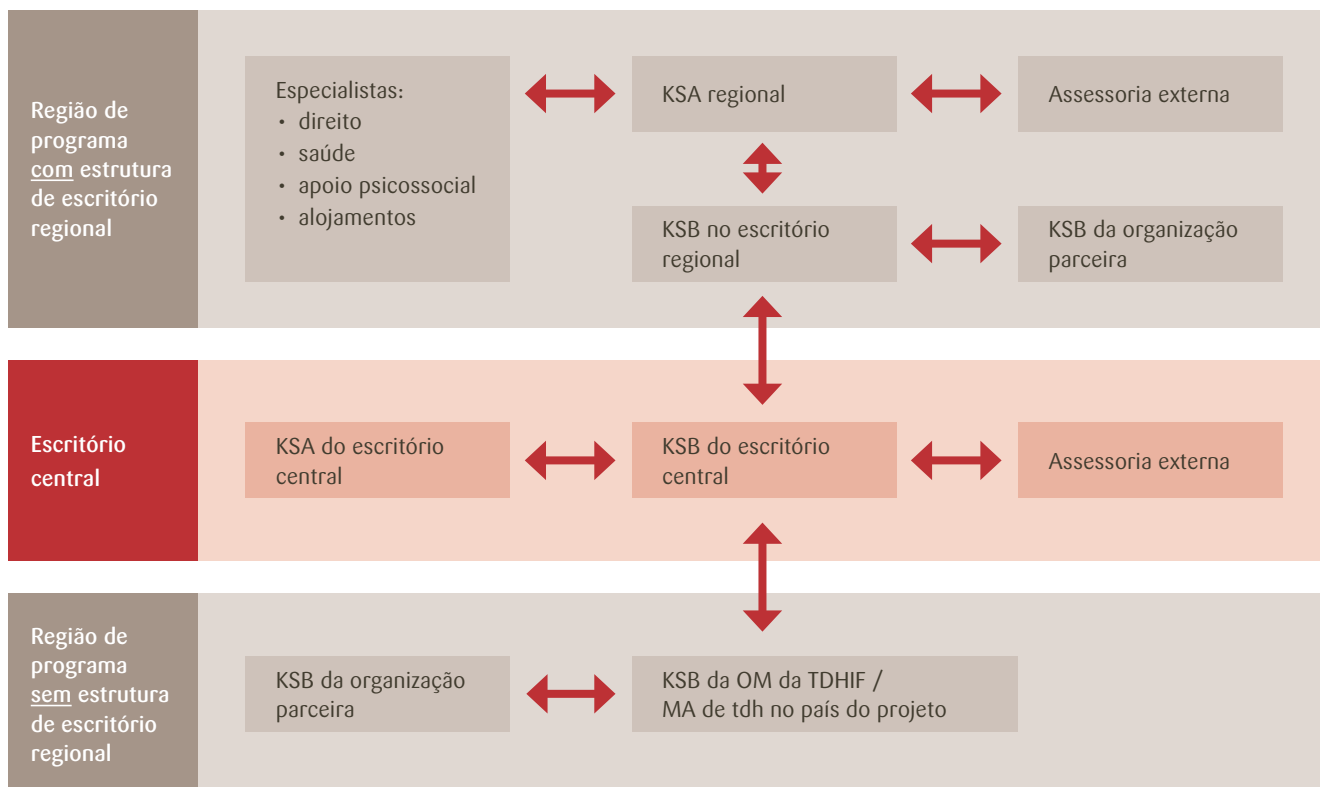 Região de
programa
com estrutura
de escritório
regional
Especialistas:
• direito
• saúde
• apoio psicossocial
• alojamentos
KSA regional
Assessoria externa
KSB no escritório
regional
KSB da organização
parceira
Escritório
central
KSA do escritório
central
KSB do escritório
central
Assessoria externa
Região de
programa
sem estrutura
de escritório
regional
KSB da organização
parceira
KSB da OM da TDHIF /
MA de tdh no país do projeto